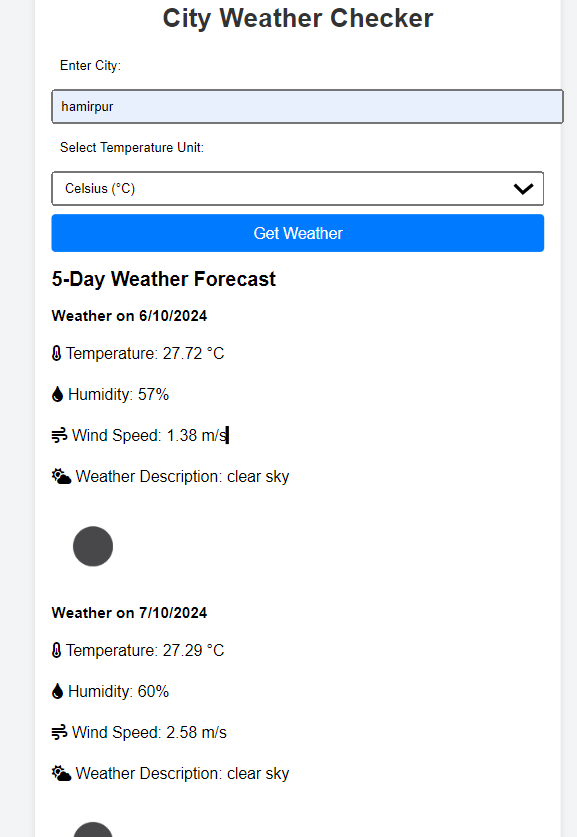 City Weather Checker
Enter City:
hamirpur
Select Temperature Unit:
Celsius (°C)
Get Weather
5-Day Weather Forecast
Weather on 6/10/2024
Temperature: 27.72 °C
Humidity: 57%
Wind Speed: 1.38 m/s
Weather Description: clear sky
Weather on 7/10/2024
Temperature: 27.29 °C
Humidity: 60%
Wind Speed: 2.58 m/s
Weather Description: clear sky